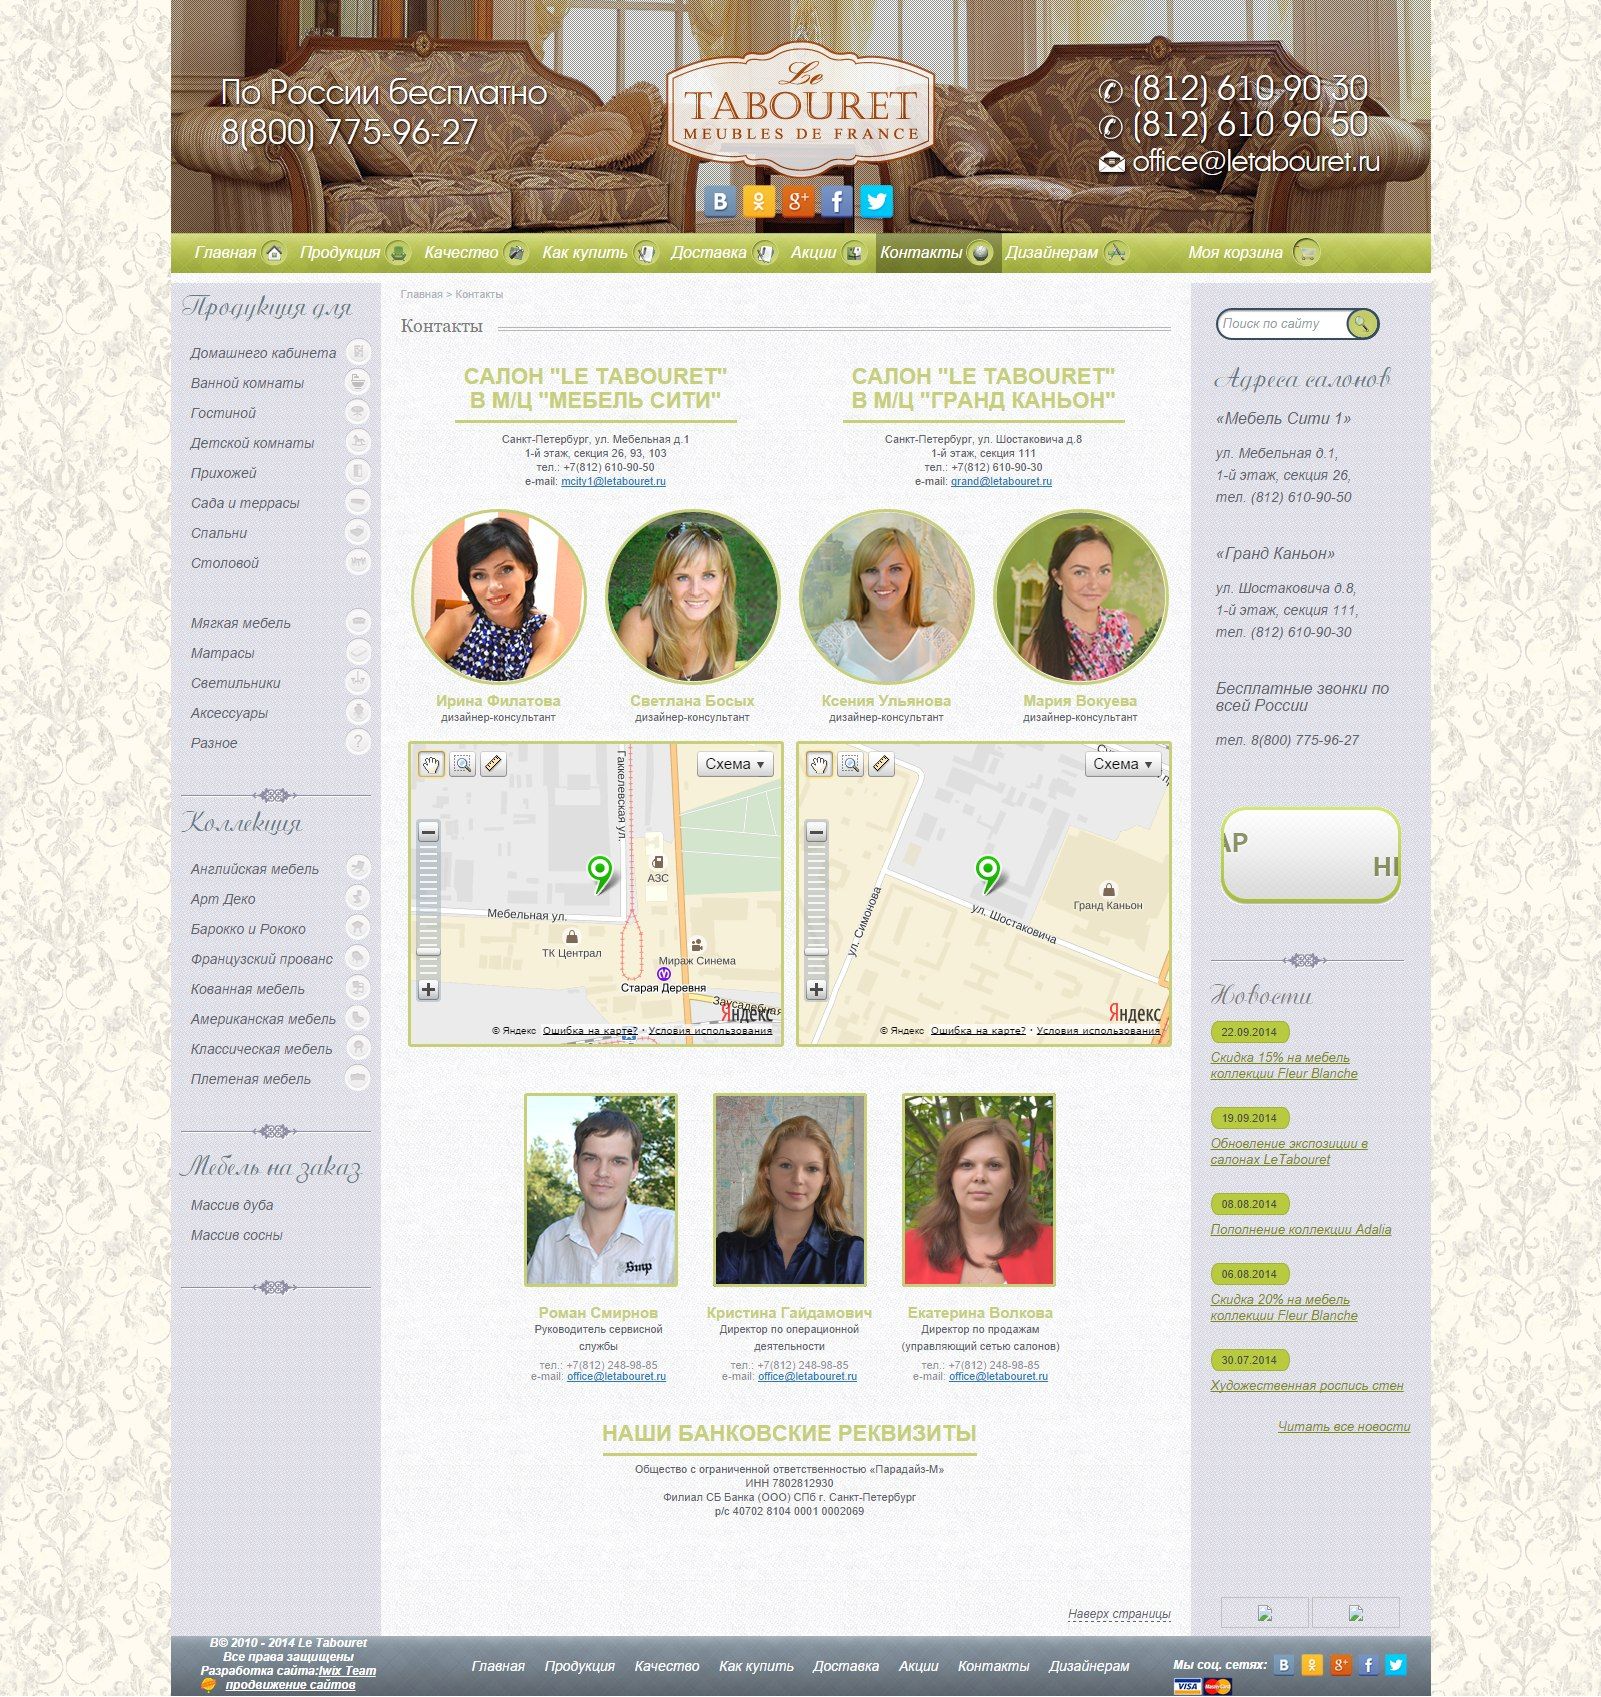 По России бесплатно
8(800) 775-96-27
Le
TABOURET
MEUBLES DE FRANCE
(812) 610 90 30
(812) 610 90 50
office@letabouret.ru
Главная Продукция Качество Как купить Доставка Акции Контакты Дизайнерам Моя корзина
Продукция для
Домашнего кабинета
Ванной комнаты
Гостиной
Детской комнаты
Прихожей
Сада и террасы
Спальни
Столовой
Мягкая мебель
Матрасы
Светильники
Аксессуары
Разное
Коллекция
Английская мебель
Арт Деко
Барокко и Рококо
Французский прованс
Кованная мебель
Американская мебель
Классическая мебель
Плетеная мебель
Мебель на заказ
Массив дуба
Массив сосны
Главная > Контакты
Контакты
САЛОН "LE TABOURET"
В М/Ц "МЕБЕЛЬ СИТИ"
Санкт-Петербург, ул. Мебельная д.1
1-й этаж, секция 26, 93, 103
тел.: +7(812) 610-90-50
e-mail: mcity1@letabouret.ru
САЛОН "LE TABOURET"
В М/Ц "ГРАНД КАНЬОН"
Санкт-Петербург, ул. Шостаковича д.8
1-й этаж, секция 111
тел.: +7(812) 610-90-30
e-mail: grand@letabouret.ru
Ирина Филатова
дизайнер-консультант
Светлана Босых
дизайнер-консультант
Ксения Ульянова
дизайнер-консультант
Мария Вокуева
дизайнер-консультант
Схема
Гаккелевская ул.
АЗС
Мебельная ул.
ТК Централ
Мираж Синема
Старая Деревня
Заусадебная
Яндекс
© Яндекс Ошибка на карте? · Условия использования
Схема
Гранд Каньон
ул. Шостаковича
ул. Симонова
Яндекс
© Яндекс Ошибка на карте? · Условия использования
Smp
Роман Смирнов
Руководитель сервисной
службы
тел.: +7(812) 248-98-85
e-mail: office@letabouret.ru
Кристина Гайдамович
Директор по операционной
деятельности
тел.: +7(812) 248-98-85
e-mail: office@letabouret.ru
Екатерина Волкова
Директор по продажам
(управляющий сетью салонов)
тел.: +7(812) 248-98-85
e-mail: office@letabouret.ru
НАШИ БАНКОВСКИЕ РЕКВИЗИТЫ
Общество с ограниченной ответственностью «Парадайз-М»
ИНН 7802812930
Филиал СБ Банка (ООО) СПб г. Санкт-Петербург
р/с 40702 8104 0001 0002069
Наверх страницы
Поиск по сайту
Адреса салонов
«Мебель Сити 1»
ул. Мебельная д.1,
1-й этаж, секция 26,
тел. (812) 610-90-50
«Гранд Каньон»
ул. Шостаковича д.8,
1-й этаж, секция 111,
тел. (812) 610-90-30
Бесплатные звонки по
всей России
тел. 8(800) 775-96-27
АР
Новости
22.09.2014
Скидка 15% на мебель
коллекции Fleur Blanche
19.09.2014
Обновление экспозиции в
салонах LeTabouret
08.08.2014
Пополнение коллекции Adalia
06.08.2014
Скидка 20% на мебель
коллекции Fleur Blanche
30.07.2014
Художественная роспись стен
Читать все новости
В© 2010 - 2014 Le Tabouret
Все права защищены
Разработка сайта:Iwix Team
продвижение сайтов
Главная Продукция Качество Как купить Доставка Акции Контакты Дизайнерам
Мы соц. сетях:
VISA MasterCard